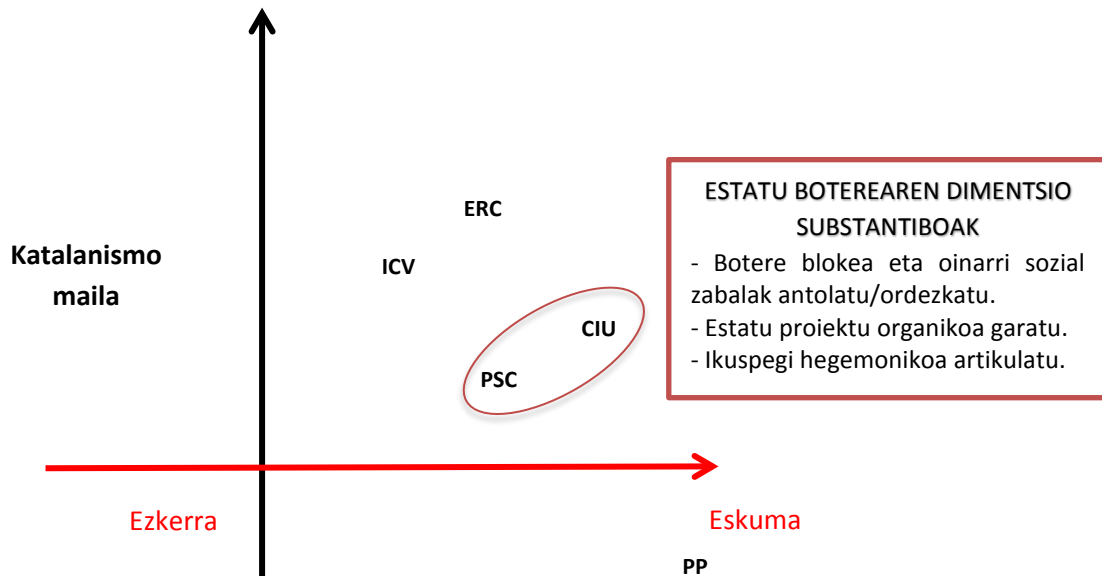 Katalanismo
maila
ERC
ICV
CIU
PSC
ESTATU BOTEREAREN DIMENTSIO
SUBSTANTIBOAK
- Botere blokea eta oinarri sozial
zabalak antolatu/ordezkatu.
- Estatu proiektu organikoa garatu.
- Ikuspegi hegemonikoa artikulatu.
Ezkerra
Eskuma
PP